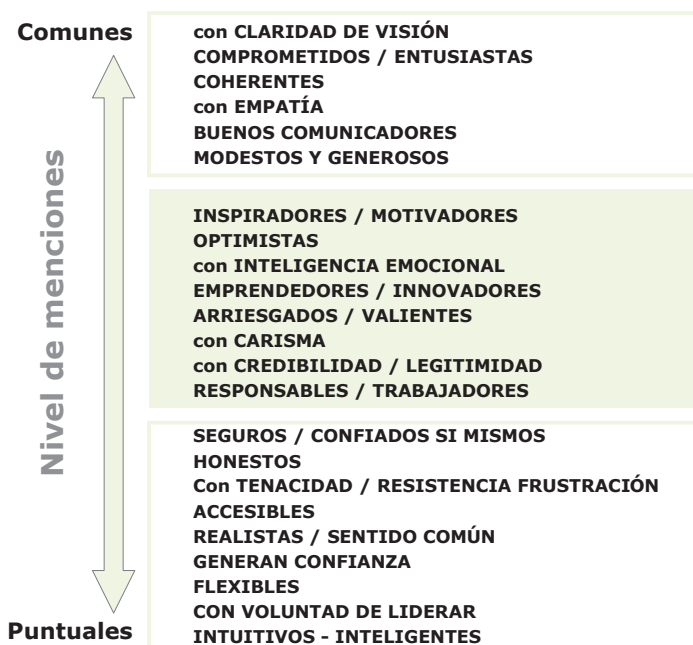 Comunes
con CLARIDAD DE VISIÓN
COMPROMETIDOS / ENTUSIASTAS
COHERENTES
con EMPATÍA
BUENOS COMUNICADORES
MODESTOS Y GENEROSOS
Nivel de menciones
INSPIRADORES / MOTIVADORES
OPTIMISTAS
con INTELIGENCIA EMOCIONAL
EMPRENDEDORES / INNOVADORES
ARRIESGADOS / VALIENTES
con CARISMA
con CREDIBILIDAD / LEGITIMIDAD
RESPONSABLES / TRABAJADORES
SEGUROS / CONFIADOS SI MISMOS
HONESTOS
Con TENACIDAD / RESISTENCIA FRUSTRACIÓN
ACCESIBLES
REALISTAS / SENTIDO COMÚN
GENERAN CONFIANZA
FLEXIBLES
CON VOLUNTAD DE LIDERAR
INTUITIVOS - INTELIGENTES
Puntuales